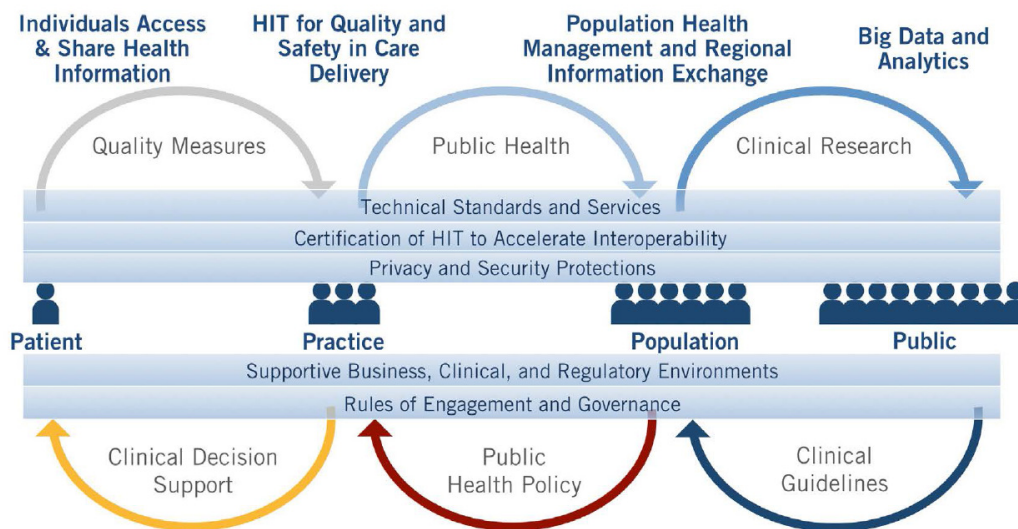 Individuals Access
& Share Health
Information
HIT for Quality and
Safety in Care
Delivery
Population Health
Management and Regional
Information Exchange
Big Data and
Analytics
Quality Measures
Public Health
Clinical Research
Technical Standards and Services
Certification of HIT to Accelerate Interoperability
Privacy and Security Protections
Patient
Practice
Population
Public
Supportive Business, Clinical, and Regulatory Environments
Rules of Engagement and Governance
Clinical Decision
Support
Public
Health Policy
Clinical
Guidelines